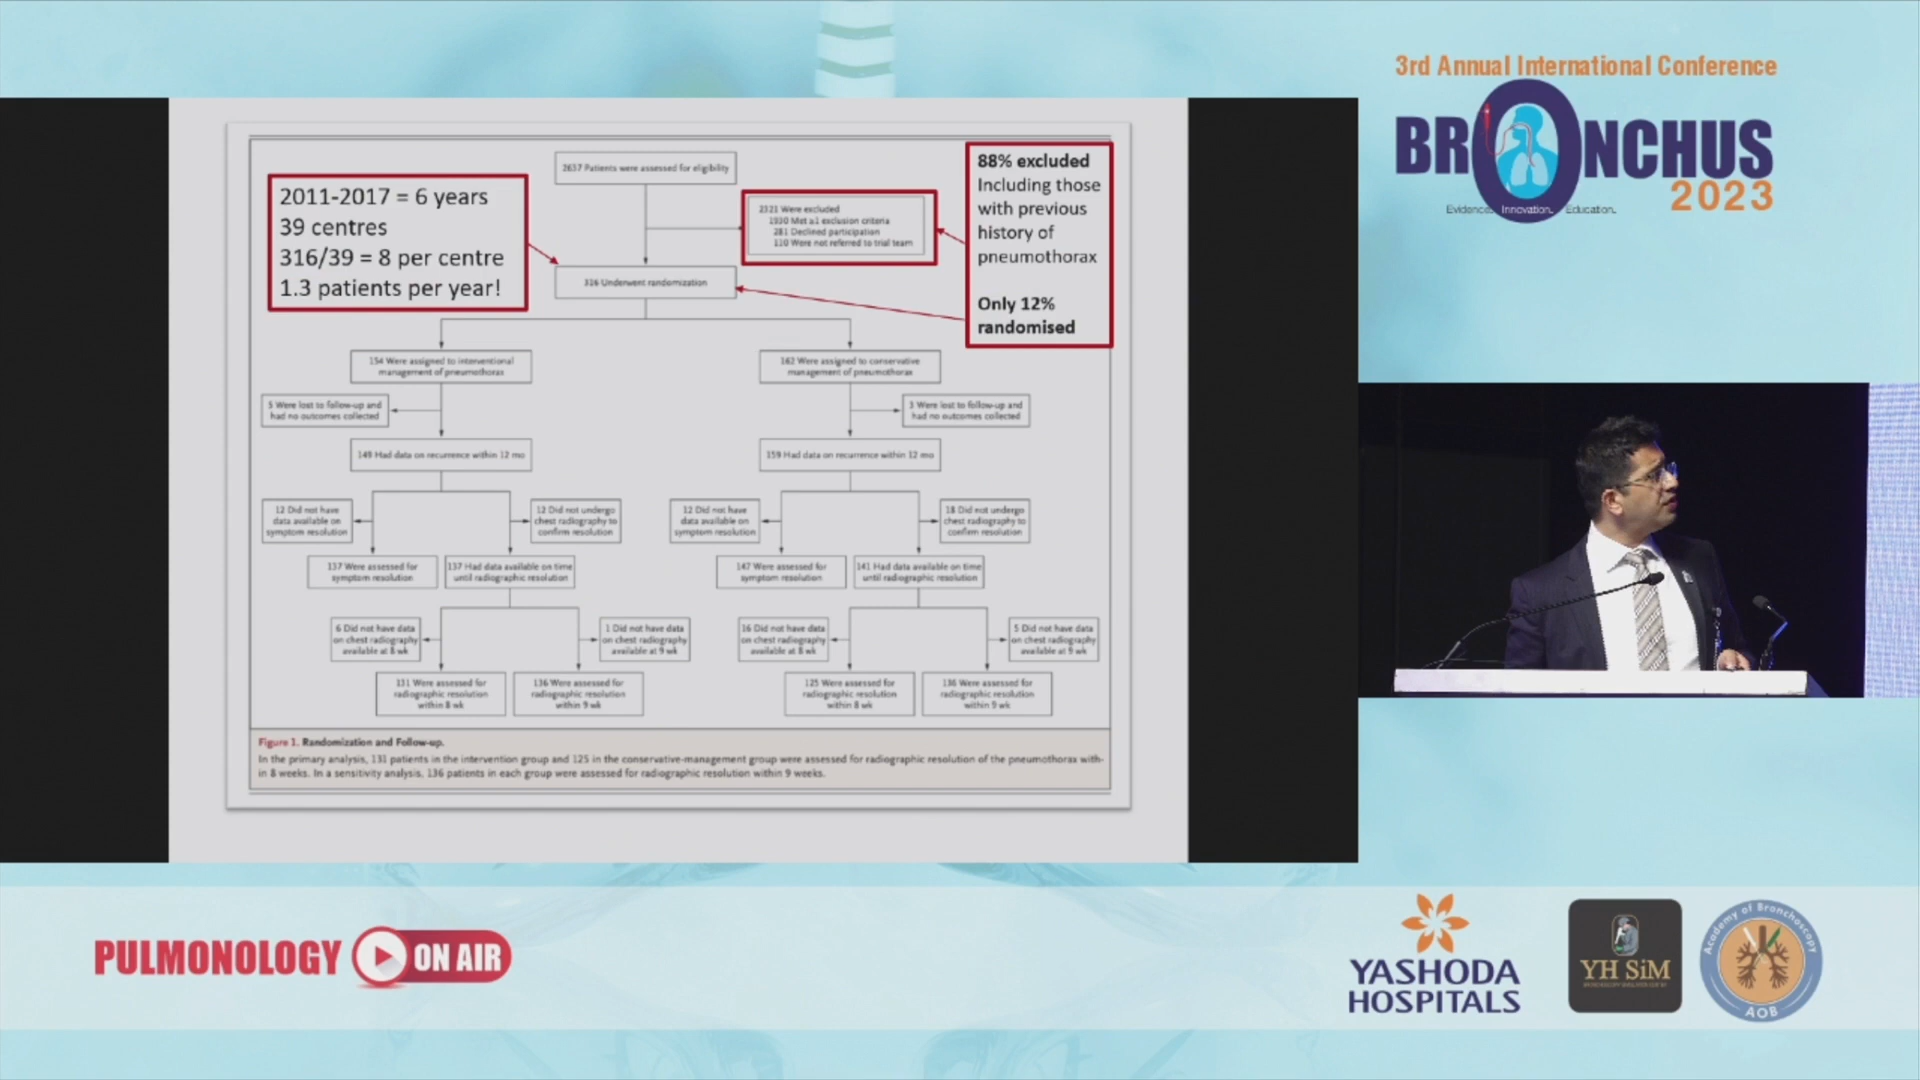 3rd Annual International Conference
BRONCHUS
2023
Evidence. Innovation. Education.
2637 Patients were assessed for eligibility
88% excluded
Including those
with previous
history of
pneumothorax
Only 12%
randomised
2011-2017 = 6 years
39 centres
316/39 = 8 per centre
1.3 patients per year!
2321 Were excluded
1930 Met ≥1 exclusion criteria
281 Declined participation
110 Were not referred to trial team
316 Underwent randomization
154 Were assigned to interventional
management of pneumothorax
162 Were assigned to conservative
management of pneumothorax
5 Were lost to follow-up and
had no outcomes collected
3 Were lost to follow-up and
had no outcomes collected
149 Had data on recurrence within 12 mo
159 Had data on recurrence within 12 mo
12 Did not have
data available on
symptom resolution
12 Did not undergo
chest radiography to
confirm resolution
12 Did not have
data available on
symptom resolution
18 Did not undergo
chest radiography to
confirm resolution
137 Were assessed for
symptom resolution
137 Had data available on time
until radiographic resolution
147 Were assessed for
symptom resolution
141 Had data available on time
until radiographic resolution
6 Did not have data
on chest radiography
available at 8 wk
1 Did not have data
on chest radiography
available at 9 wk
16 Did not have data
on chest radiography
available at 8 wk
5 Did not have data
on chest radiography
available at 9 wk
131 Were assessed for
radiographic resolution
within 8 wk
136 Were assessed for
radiographic resolution
within 9 wk
125 Were assessed for
radiographic resolution
within 8 wk
136 Were assessed for
radiographic resolution
within 9 wk
Figure 1. Randomization and Follow-up.
In the primary analysis, 131 patients in the intervention group and 125 in the conservative-management group were assessed for radiographic resolution of the pneumothorax with-
in 8 weeks. In a sensitivity analysis, 136 patients in each group were assessed for radiographic resolution within 9 weeks.
PULMONOLOGY ON AIR
YASHODA
HOSPITALS
YH SiM
Academy of Bronchoscopy
AOB